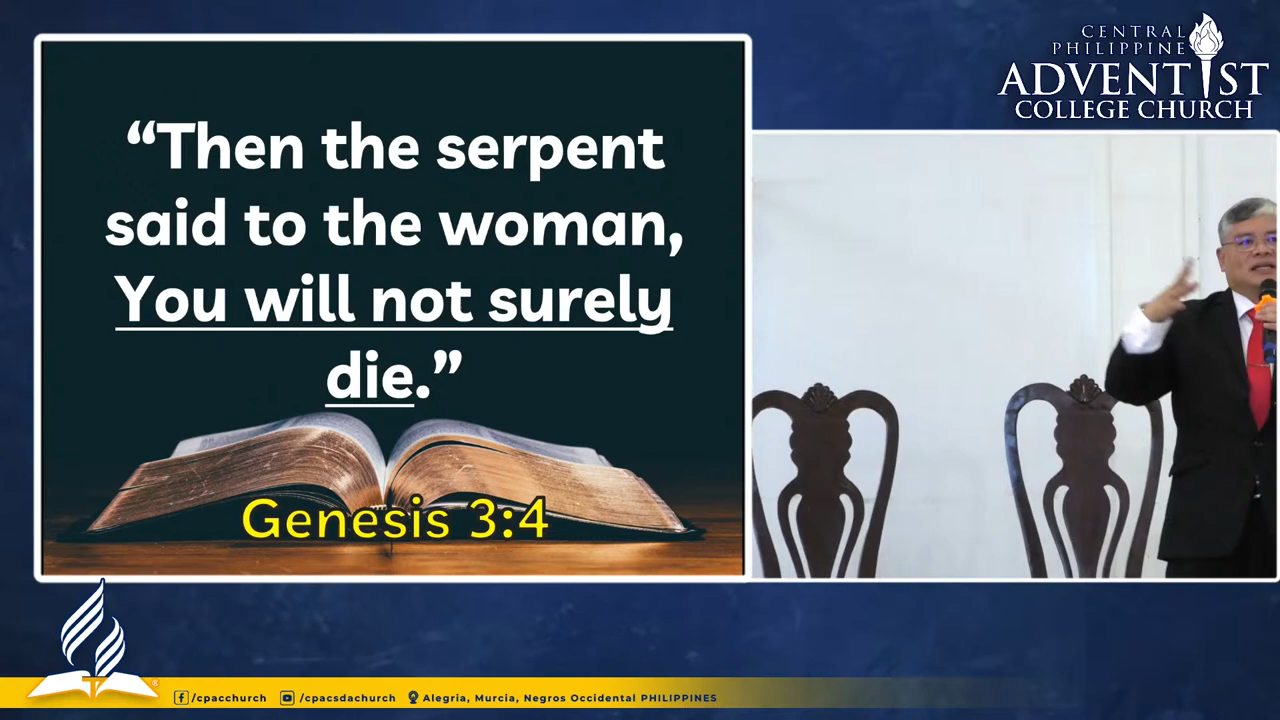 “Then the serpent
said to the woman,
You will not surely
die.”
Genesis 3:4
CENTRAL
PHILIPPINE
ADVENTIST
COLLEGE CHURCH
/cpacchurch
/cpacsdachurch
Alegria, Murcia, Negros Occidental PHILIPPINES